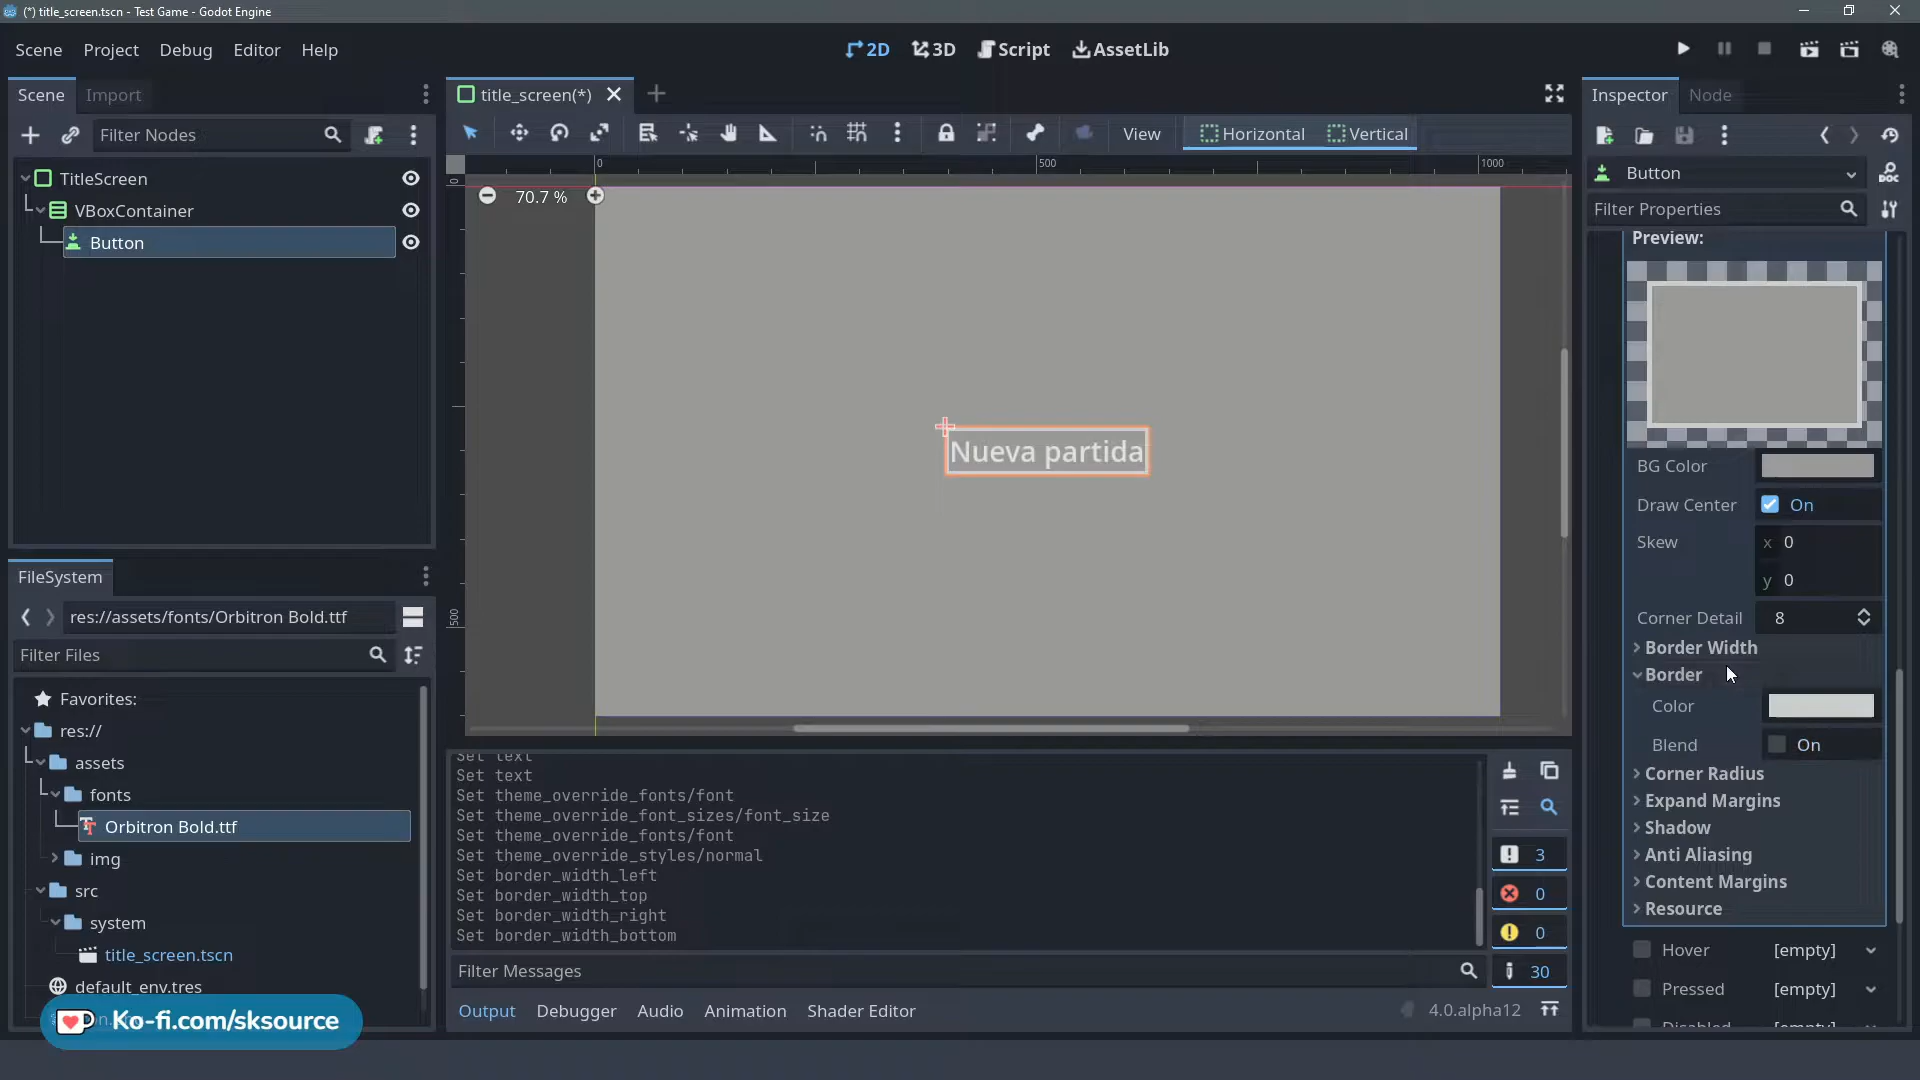 (*) title_screen.tscn - Test Game - Godot Engine
Scene Project Debug Editor Help
2D 3D Script AssetLib
Scene Import
title_screen(*)
Inspector Node
Filter Nodes
View Horizontal Vertical
TitleScreen
VBoxContainer
Button
0 500 1000
0
500
70.7 %
Nueva partida
Button
DOC
Filter Properties
Preview:
BG Color
Draw Center On
Skew x 0
y 0
Corner Detail 8
Border Width
Border
Color
Blend On
Corner Radius
Expand Margins
Shadow
Anti Aliasing
Content Margins
Resource
Hover [empty]
Pressed [empty]
Disabled [empty]
FileSystem
res://assets/fonts/Orbitron Bold.ttf
Filter Files
Favorites:
res://
assets
fonts
Orbitron Bold.ttf
img
src
system
title_screen.tscn
default_env.tres
Ko-fi.com/sksource
Set text
Set text
Set theme_override_fonts/font
Set theme_override_font_sizes/font_size
Set theme_override_fonts/font
Set theme_override_styles/normal
Set border_width_left
Set border_width_top
Set border_width_right
Set border_width_bottom
3
0
0
30
Filter Messages
Output Debugger Audio Animation Shader Editor
4.0.alpha12